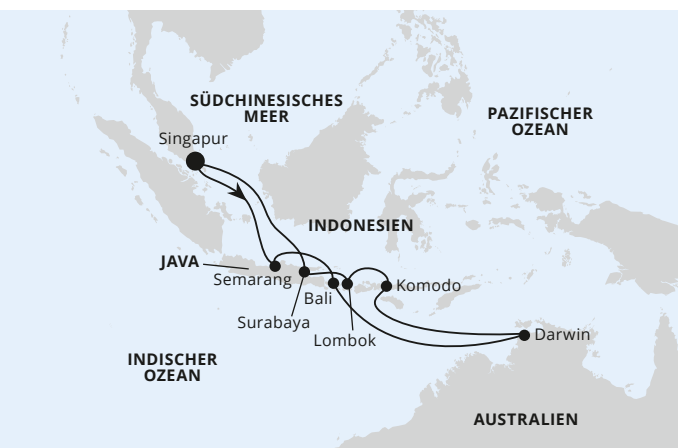 SÜDCHINESISCHES
MEER
PAZIFISCHER
OZEAN
Singapur
INDONESIEN
JAVA
Semarang
Komodo
Bali
Surabaya
Lombok
Darwin
INDISCHER
OZEAN
AUSTRALIEN